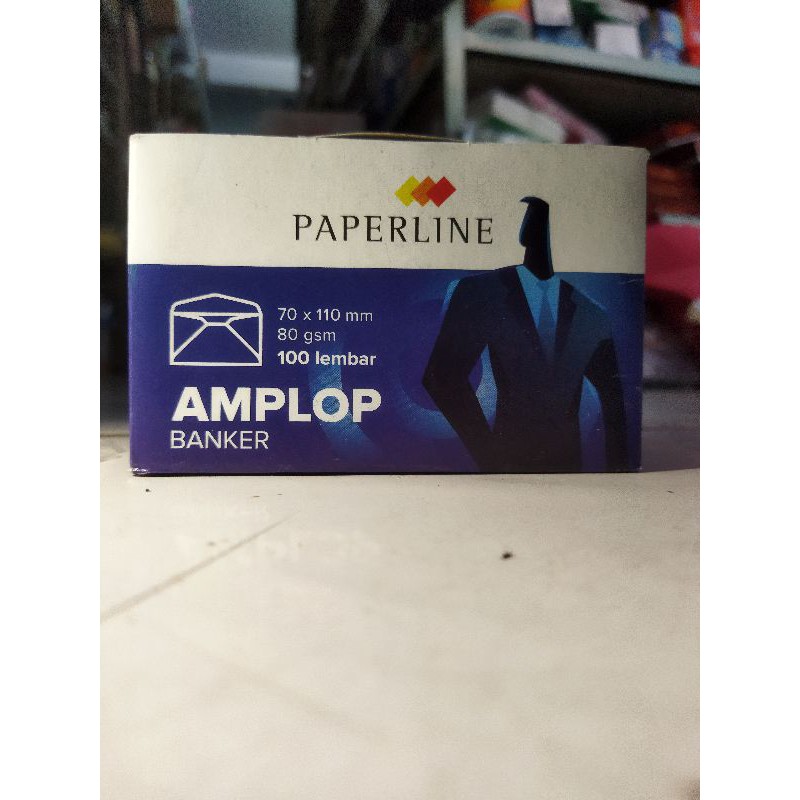 PAPERLINE
70 x 110 mm
80 gsm
100 lembar
AMPLOP
BANKER